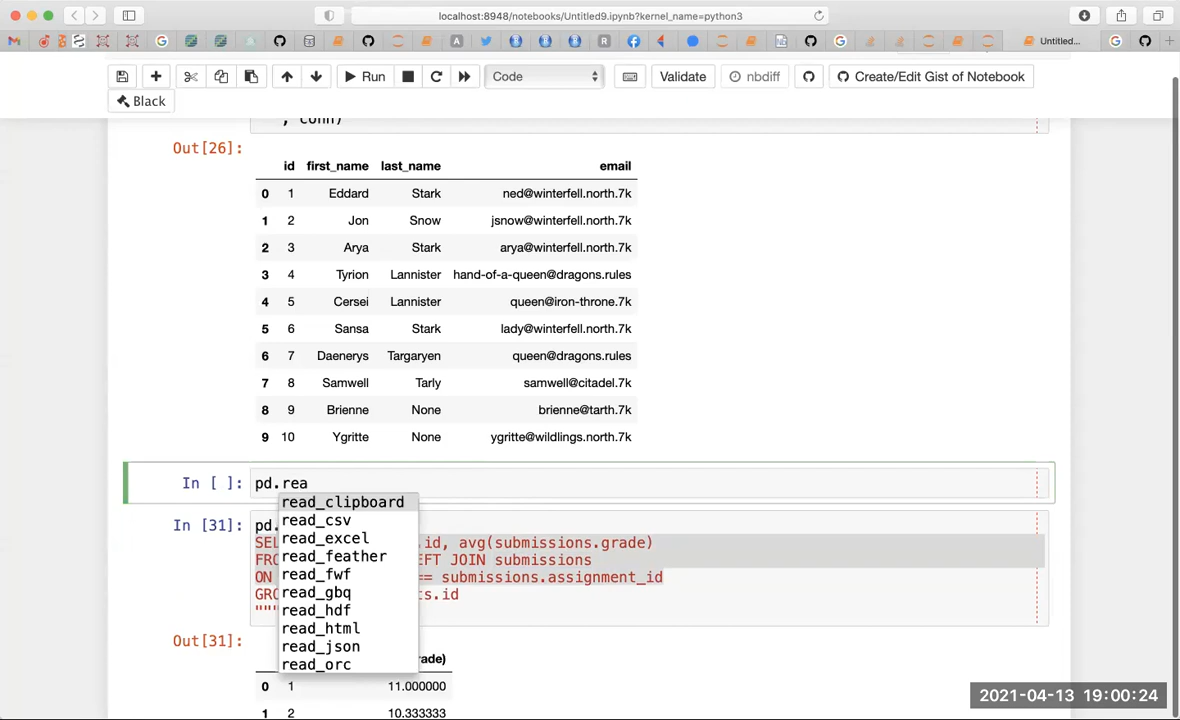 localhost:8948/notebooks/Untitled9.ipynb?kernel_name=python3
Untitled...
Run
Code
Validate
nbdiff
Create/Edit Gist of Notebook
Black
, conn)
Out[26]:
id first_name last_name email
0 1 Eddard Stark ned@winterfell.north.7k
1 2 Jon Snow jsnow@winterfell.north.7k
2 3 Arya Stark arya@winterfell.north.7k
3 4 Tyrion Lannister hand-of-a-queen@dragons.rules
4 5 Cersei Lannister queen@iron-throne.7k
5 6 Sansa Stark lady@winterfell.north.7k
6 7 Daenerys Targaryen queen@dragons.rules
7 8 Samwell Tarly samwell@citadel.7k
8 9 Brienne None brienne@tarth.7k
9 10 Ygritte None ygritte@wildlings.north.7k
In [ ]: pd.rea
read_clipboard
read_csv
read_excel
read_feather
read_fwf
read_gbq
read_hdf
read_html
read_json
read_orc
In [31]: pd.
SEL .id, avg(submissions.grade)
FRO EFT JOIN submissions
ON == submissions.assignment_id
GRO ts.id
"""
Out[31]:
ade)
0 1 11.000000
1 2 10.333333
2021-04-13 19:00:24